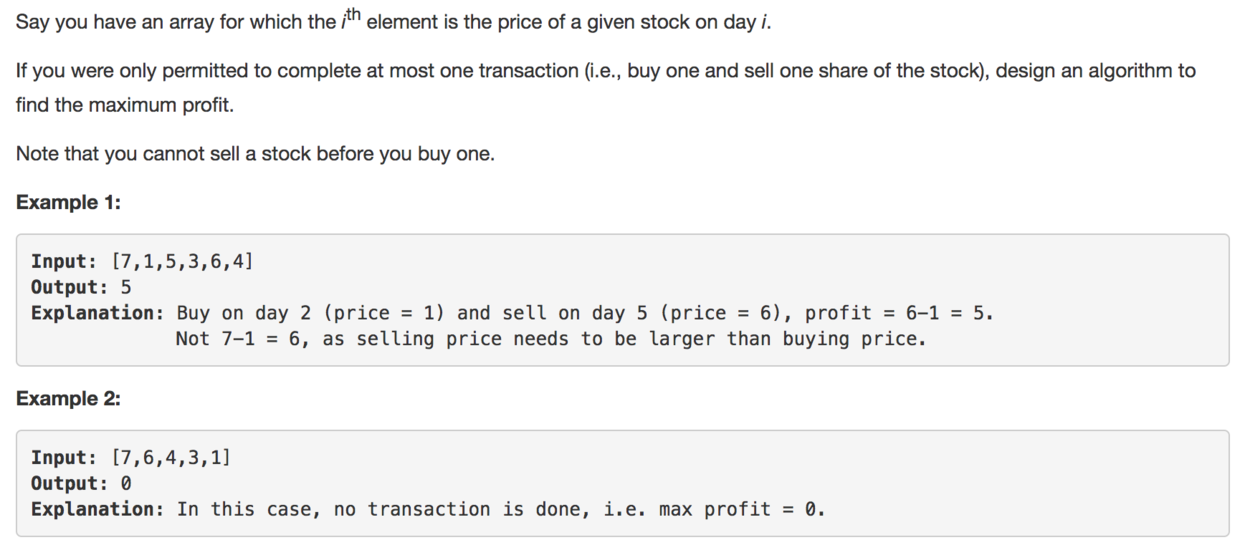 Say you have an array for which the ith element is the price of a given stock on day i.
If you were only permitted to complete at most one transaction (i.e., buy one and sell one share of the stock), design an algorithm to
find the maximum profit.
Note that you cannot sell a stock before you buy one.
Example 1:
Input: [7,1,5,3,6,4]
Output: 5
Explanation: Buy on day 2 (price = 1) and sell on day 5 (price = 6), profit = 6-1 = 5.
Not 7-1 = 6, as selling price needs to be larger than buying price.
Example 2:
Input: [7,6,4,3,1]
Output: 0
Explanation: In this case, no transaction is done, i.e. max profit = 0.